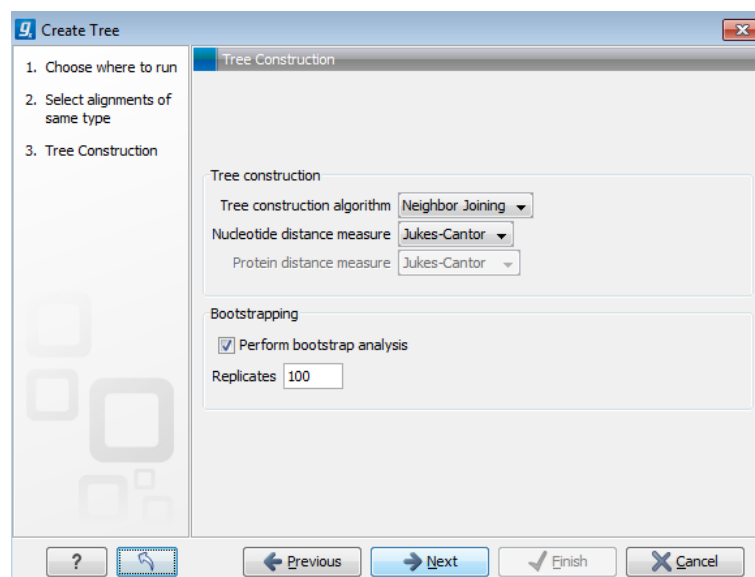 Create Tree
1. Choose where to run
2. Select alignments of
same type
3. Tree Construction
Tree Construction
Tree construction
Tree construction algorithm Neighbor Joining
Nucleotide distance measure Jukes-Cantor
Protein distance measure Jukes-Cantor
Bootstrapping
Perform bootstrap analysis
Replicates 100
? Previous Next Finish Cancel